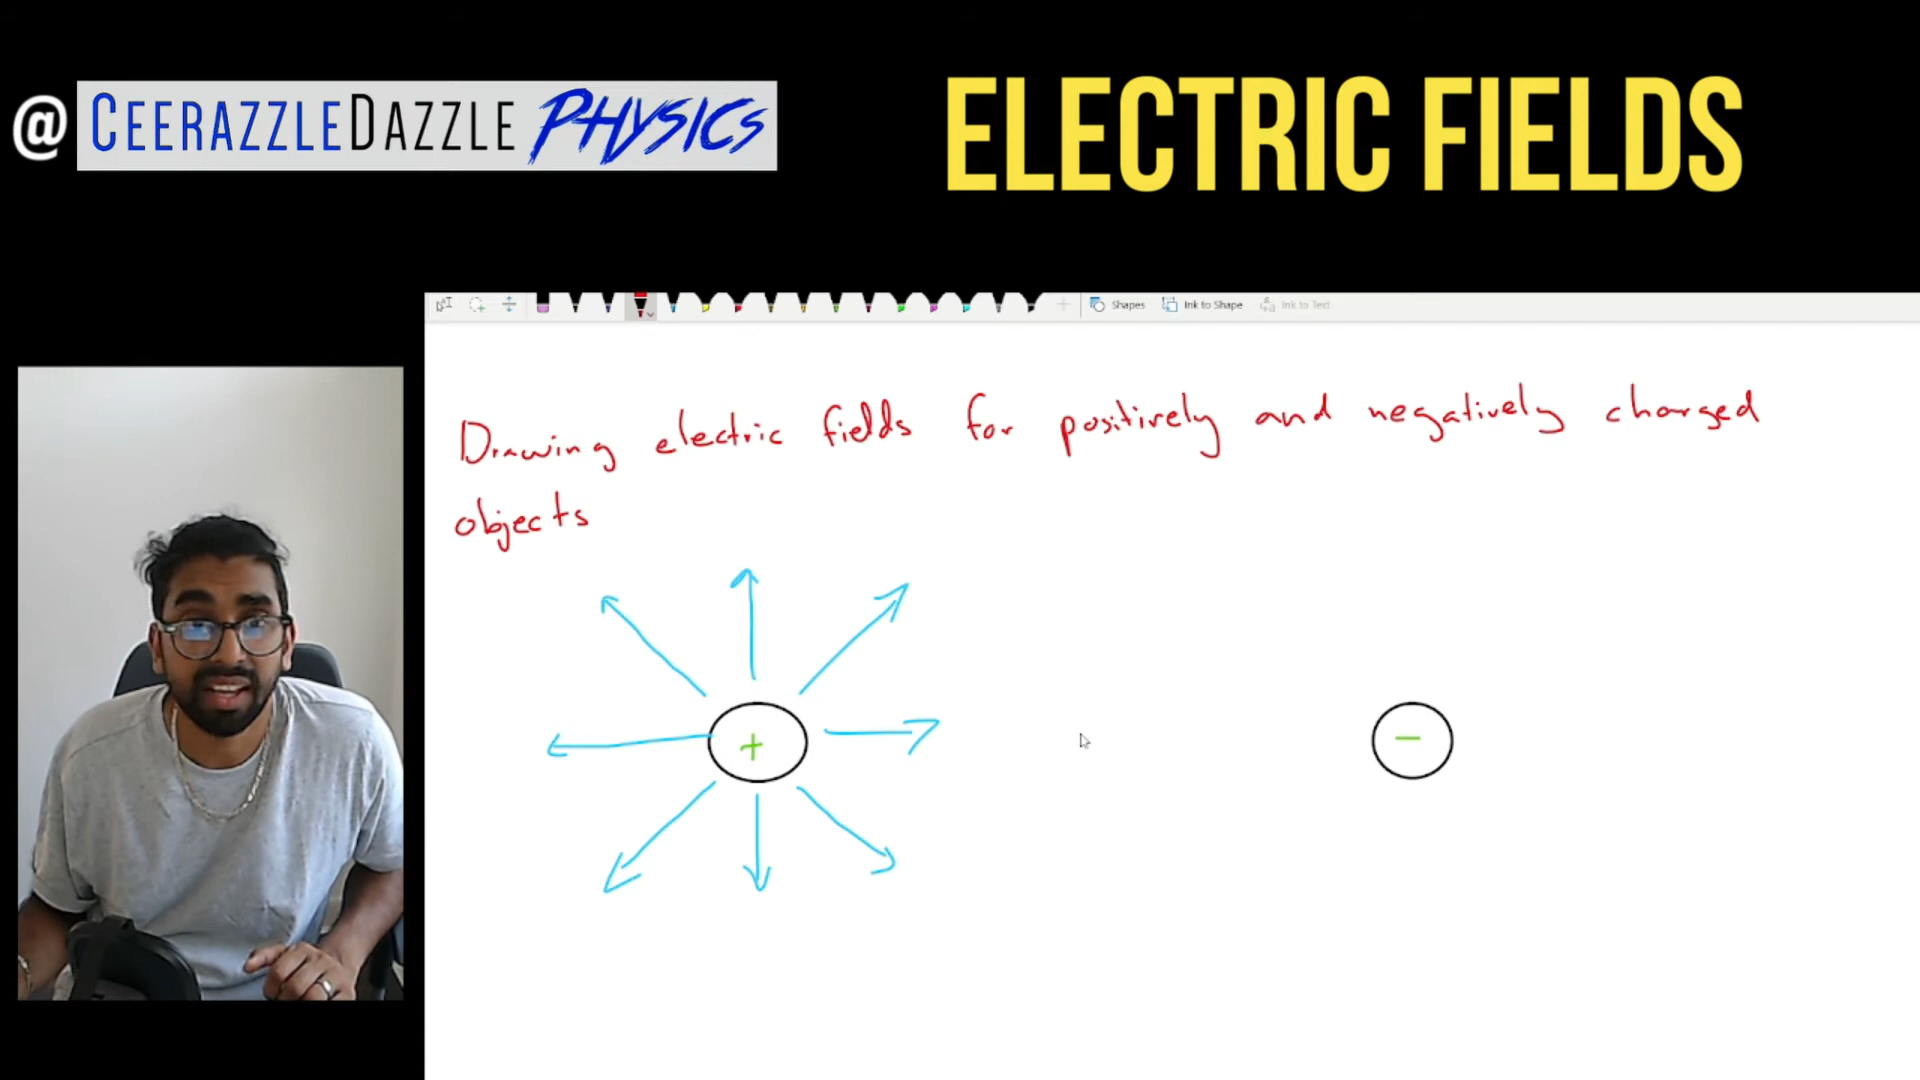 @ CEERAZZLEDAZZLE PHYSICS
ELECTRIC FIELDS
Shapes Ink to Shape Ink to Text
Drawing electric fields for positively and negatively charged
objects
+
−